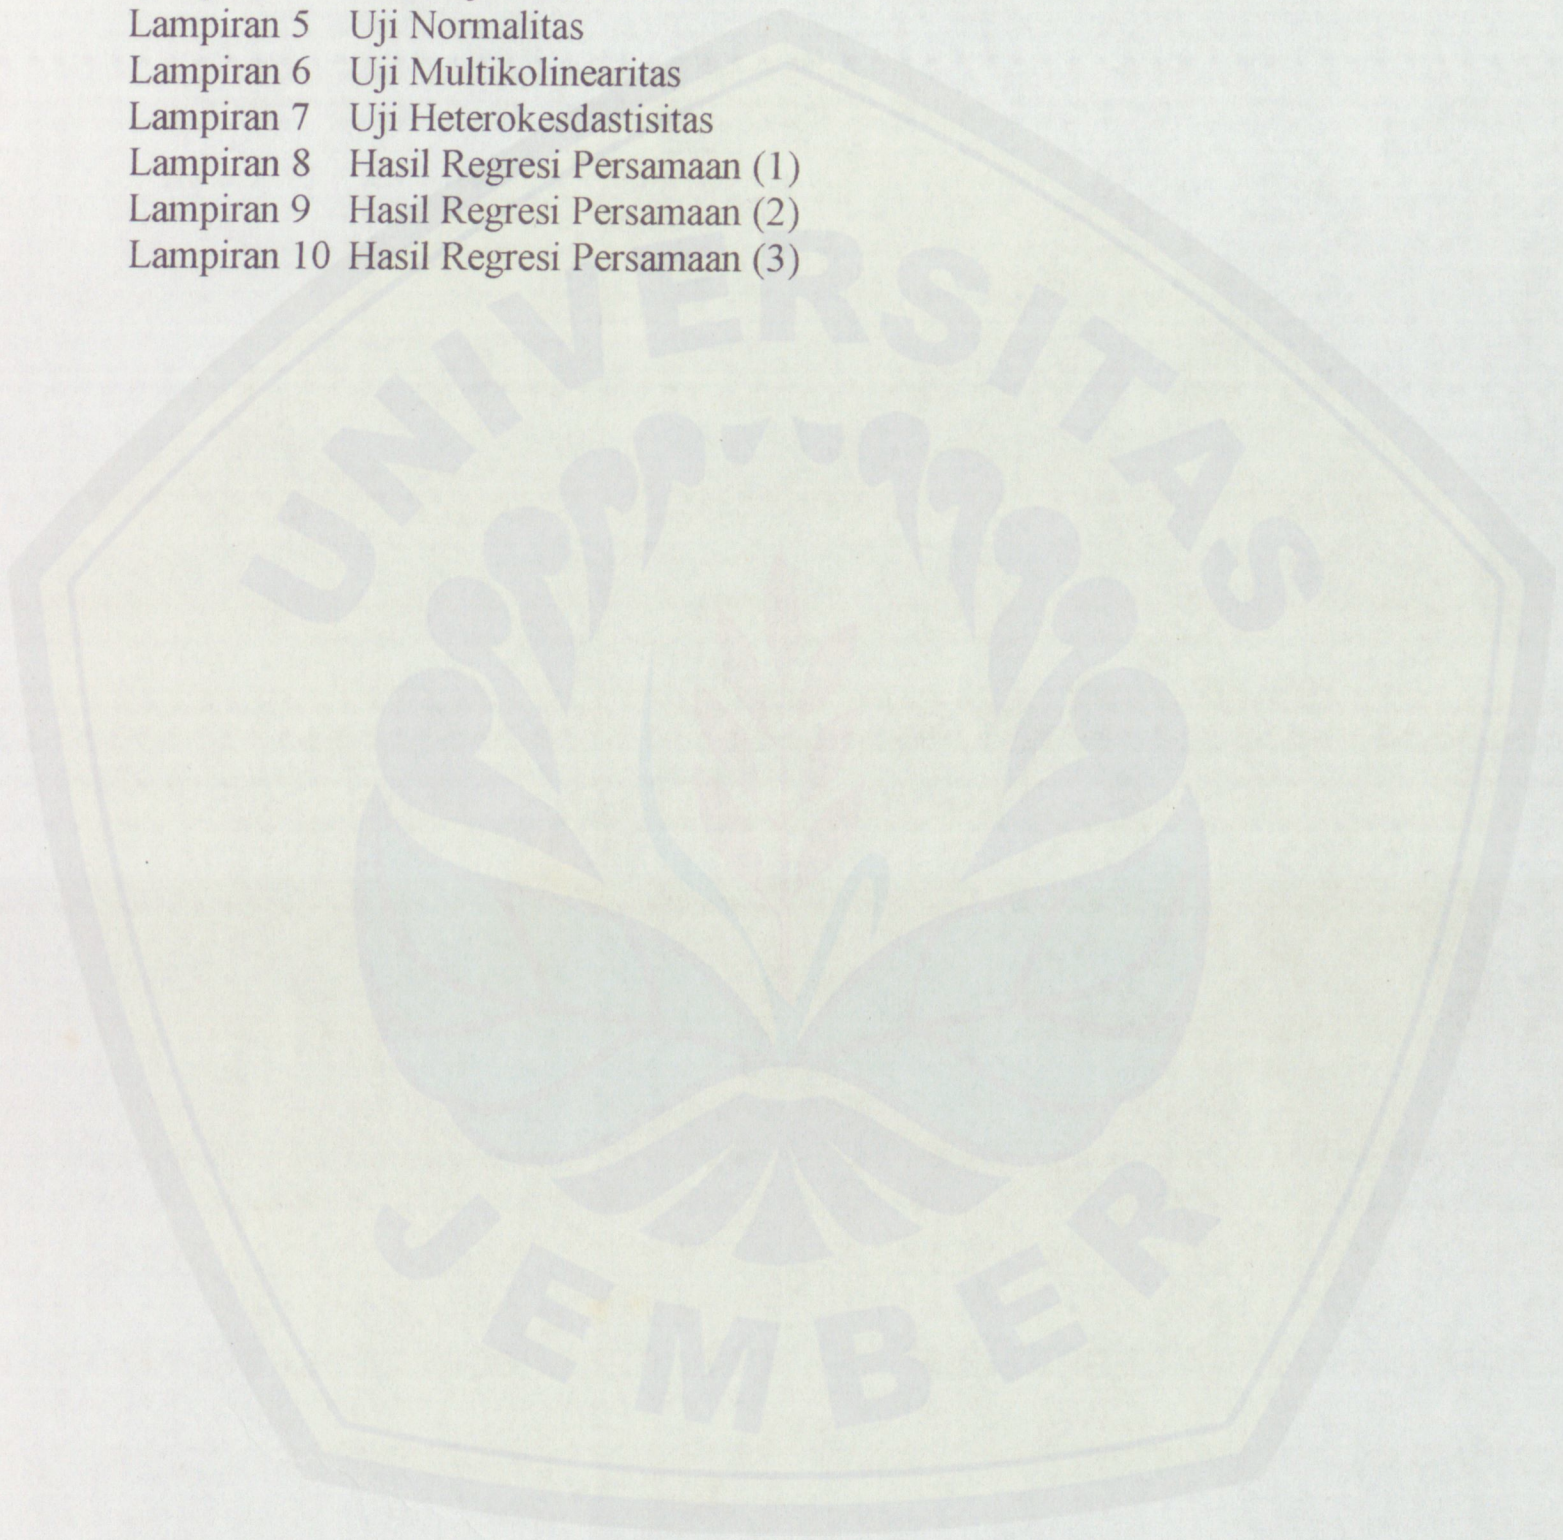 Lampiran 5 Uji Normalitas
Lampiran 6 Uji Multikolinearitas
Lampiran 7 Uji Heterokesdastisitas
Lampiran 8 Hasil Regresi Persamaan (1)
Lampiran 9 Hasil Regresi Persamaan (2)
Lampiran 10 Hasil Regresi Persamaan (3)
UNIVERSITAS
JEMBER